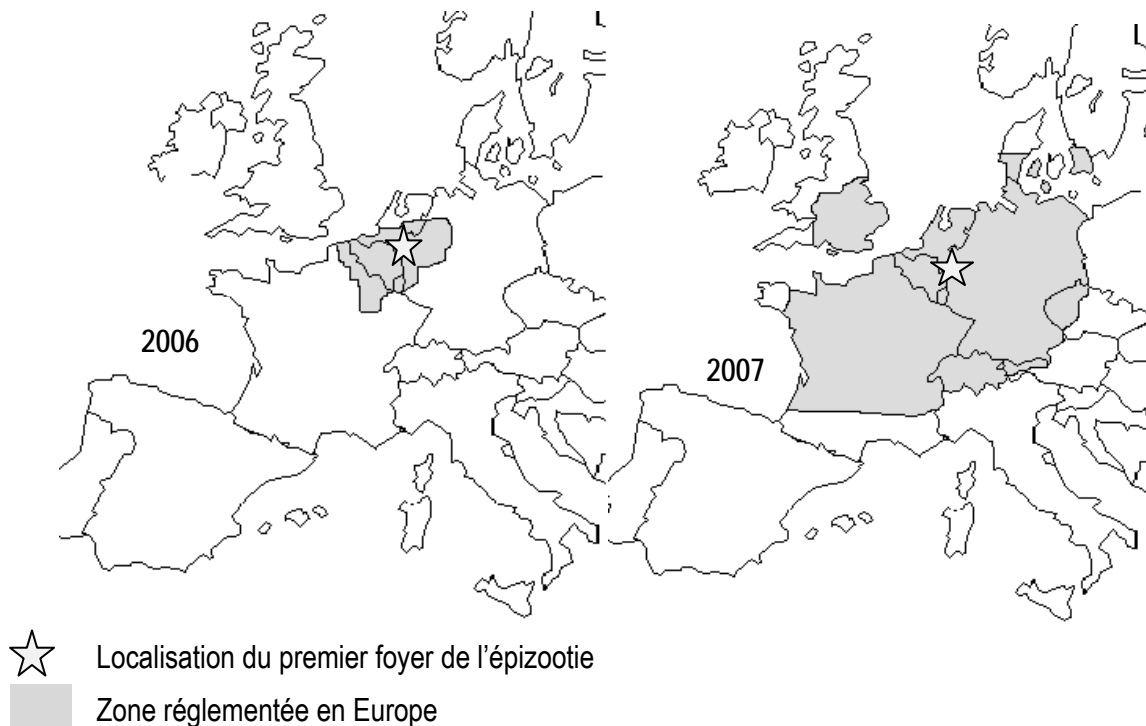 2006
2007
Localisation du premier foyer de l'épizootie
Zone réglementée en Europe